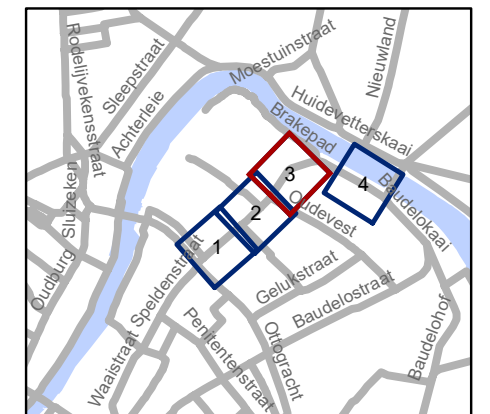 Rodelijvekensstraat
Sleepstraat
Moestuinstraat
Nieuwland
Achterleie
Huidevetterskaai
Brakepad
3
4
Baudelokaai
Sluizeken
Oudevest
2
1
Oudburg
Speldenstraat
Gelukstraat
Baudelostraat
Waaistraat
Penitentenstraat
Ottogracht
Baudelohof